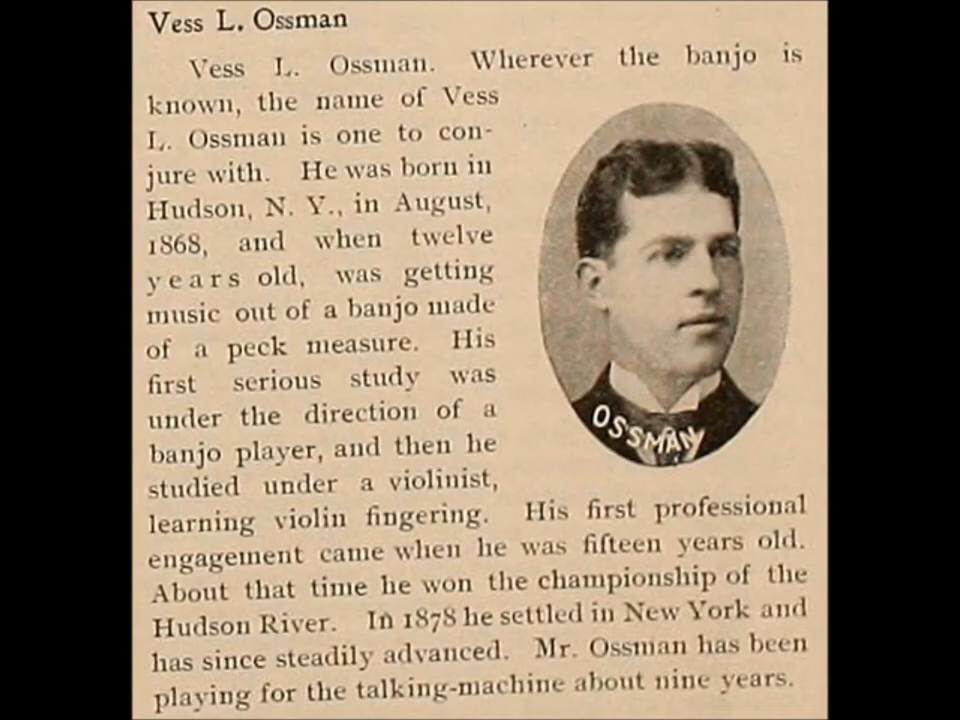 Vess L. Ossman
Vess L. Ossman. Wherever the banjo is
known, the name of Vess
L. Ossman is one to con-
jure with. He was born in
Hudson, N. Y., in August,
1868, and when twelve
years old, was getting
music out of a banjo made
of a peck measure. His
first serious study was
under the direction of a
banjo player, and then he
studied under a violinist,
learning violin fingering. His first professional
engagement came when he was fifteen years old.
About that time he won the championship of the
Hudson River. In 1878 he settled in New York and
has since steadily advanced. Mr. Ossman has been
playing for the talking-machine about nine years.
OSSMAN